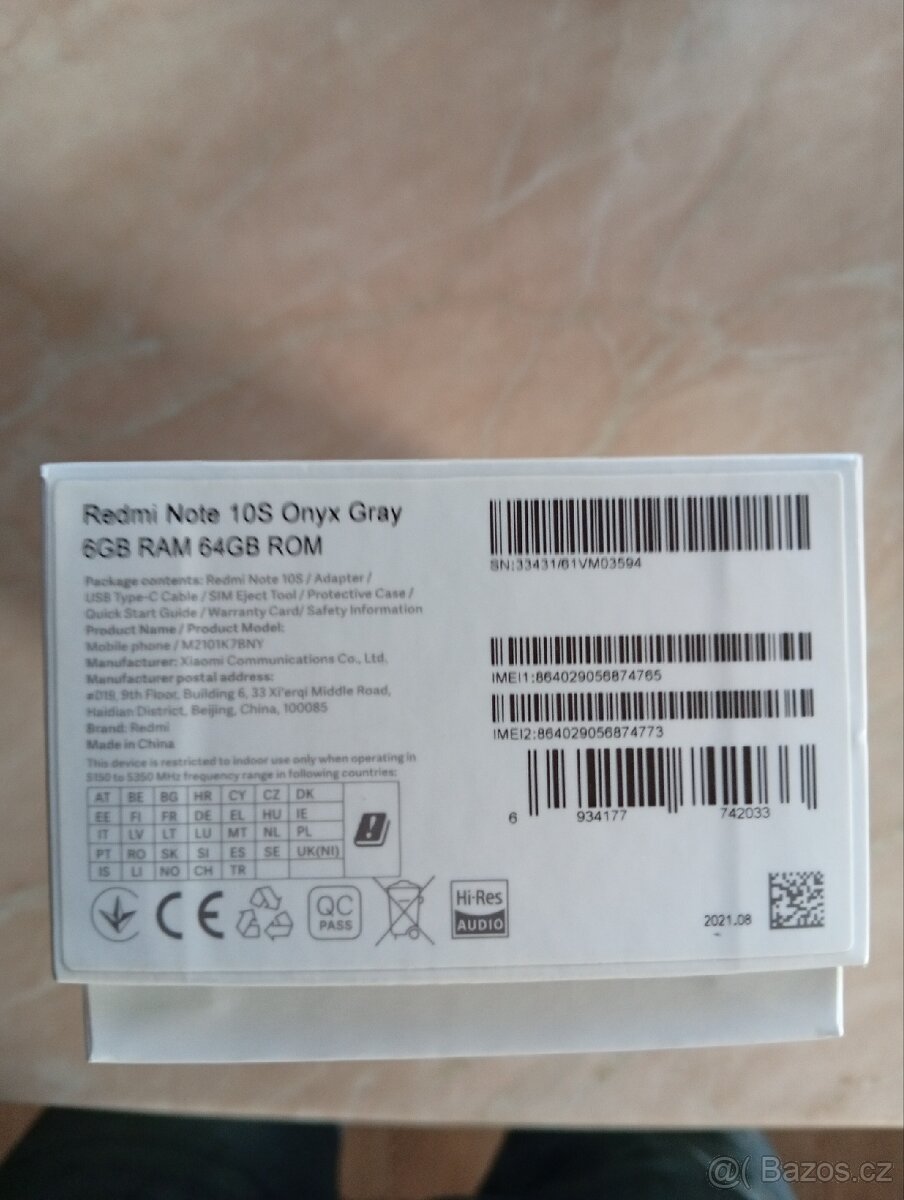 Redmi Note 10S Onyx Gray
6GB RAM 64GB ROM
Package contents: Redmi Note 10S / Adapter /
USB Type-C Cable / SIM Eject Tool / Protective Case /
Quick Start Guide / Warranty Card/ Safety Information
Product Name / Product Model:
Mobile phone / M2101K7BNY
Manufacturer: Xiaomi Communications Co., Ltd.
Manufacturer postal address:
#019, 9th Floor, Building 6, 33 Xi'erqi Middle Road,
Haidian District, Beijing, China, 100085
Brand: Redmi
Made in China
This device is restricted to indoor use only when operating in
5150 to 5350 MHz frequency range in following countries:
AT BE BG HR CY CZ DK
EE FI FR DE EL HU IE
IT LV LT LU MT NL PL
PT RO SK SI ES SE UK(NI)
IS LI NO CH TR
CE
QC
PASS
Hi-Res
AUDIO
SN:33431/61VM03594
IMEI1:864029056874765
IMEI2:864029056874773
6 934177 742033
2021.08
@( Bazos.cz